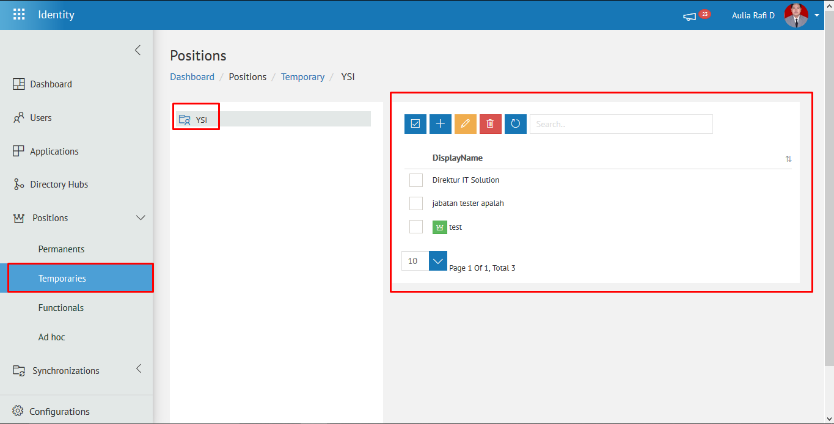 Identity
Aulia Rafi D
Positions
Dashboard / Positions / Temporary / YSI
Dashboard
Users
Applications
Directory Hubs
Positions
Permanents
Temporaries
Functionals
Ad hoc
Synchronizations
Configurations
YSI
Search...
DisplayName
Direktur IT Solution
jabatan tester apalah
test
10
Page 1 Of 1, Total 3